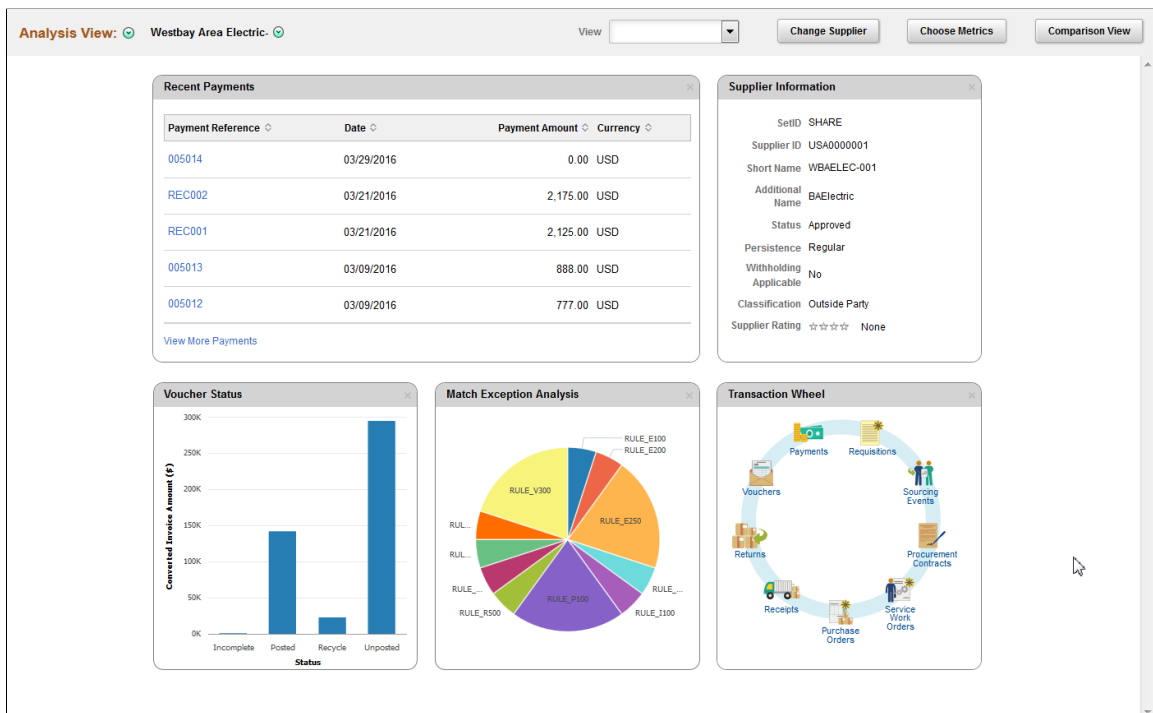 Analysis View: Westbay Area Electric- View Change Supplier Choose Metrics Comparison View
Recent Payments
Payment Reference Date Payment Amount Currency
005014 03/29/2016 0.00 USD
REC002 03/21/2016 2,175.00 USD
REC001 03/21/2016 2,125.00 USD
005013 03/09/2016 888.00 USD
005012 03/09/2016 777.00 USD
View More Payments
Supplier Information
SetID SHARE
Supplier ID USA0000001
Short Name WBAELEC-001
Additional
Name BAElectric
Status Approved
Persistence Regular
Withholding
Applicable No
Classification Outside Party
Supplier Rating None
Voucher Status
300K
250K
200K
150K
100K
50K
0K
Converted Invoice Amount (₮)
Incomplete Posted Recycle Unposted
Status
Match Exception Analysis
RULE_E100
RULE_E200
RULE_V300
RULE_E250
RUL...
RUL...
RULE_...
RULE_...
RULE_P100
RULE_R500
RULE_I100
Transaction Wheel
Payments
Requisitions
Vouchers
Sourcing
Events
Returns
Procurement
Contracts
Receipts
Service
Work
Orders
Purchase
Orders